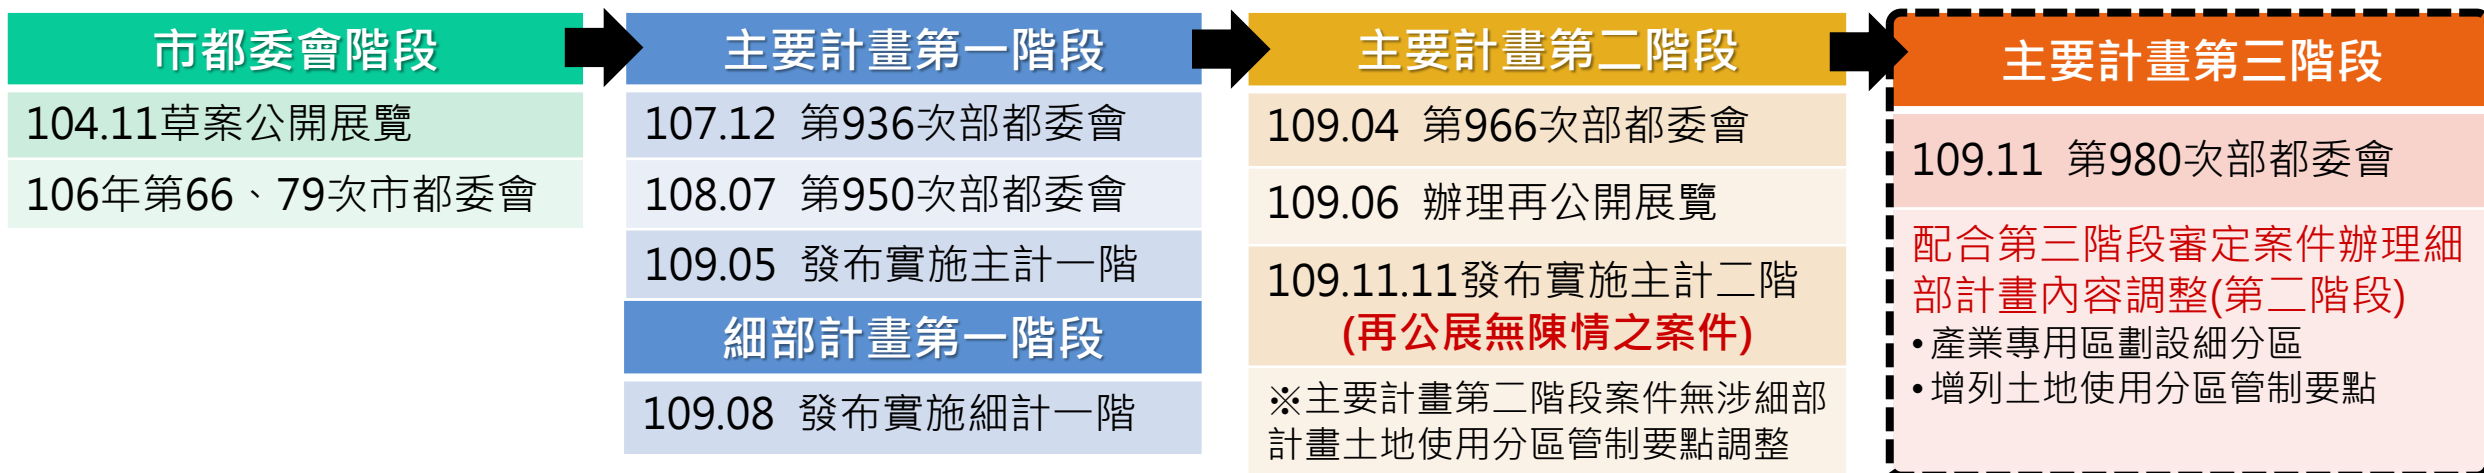 市都委會階段
104.11草案公開展覽
106年第66、79次市都委會
主要計畫第一階段
107.12 第936次部都委會
108.07 第950次部都委會
109.05 發布實施主計一階
細部計畫第一階段
109.08 發布實施細計一階
主要計畫第二階段
109.04 第966次部都委會
109.06 辦理再公開展覽
109.11.11發布實施主計二階
(再公展無陳情之案件)
※主要計畫第二階段案件無涉細部
計畫土地使用分區管制要點調整
主要計畫第三階段
109.11 第980次部都委會
配合第三階段審定案件辦理細
部計畫內容調整(第二階段)
•產業專用區劃設細分區
•增列土地使用分區管制要點